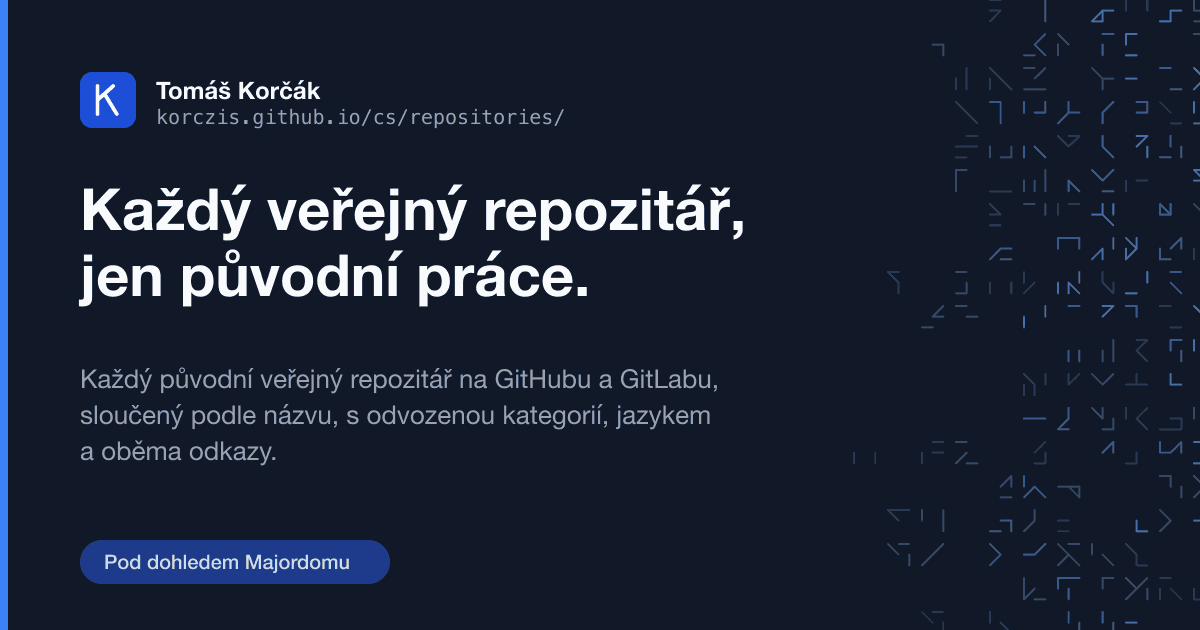 K
Tomáš Korčák
korczis.github.io/cs/repositories/
Každý veřejný repozitář,
jen původní práce.
Každý původní veřejný repozitář na GitHubu a GitLabu,
sloučený podle názvu, s odvozenou kategorií, jazykem
a oběma odkazy.
Pod dohledem Majordomu